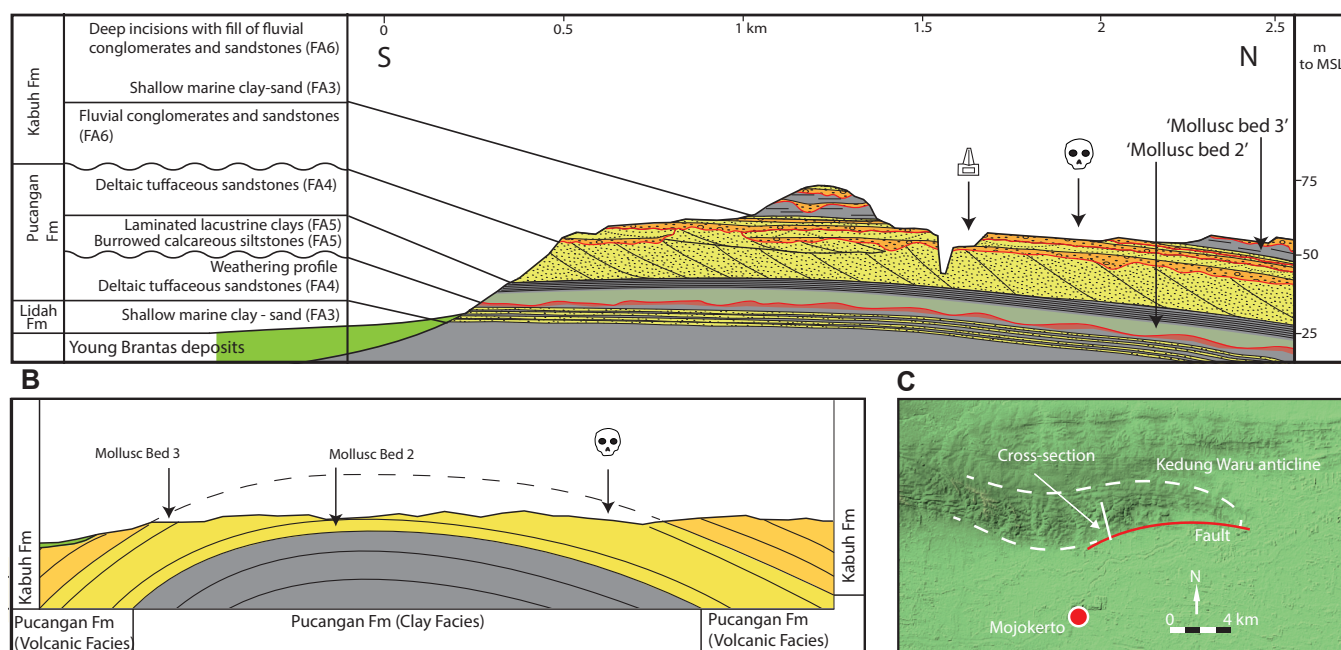 Kabuh Fm
Deep incisions with fill of fluvial
conglomerates and sandstones (FA6)
Shallow marine clay-sand (FA3)
Fluvial conglomerates and sandstones
(FA6)
Pucangan
Fm
Deltaic tuffaceous sandstones (FA4)
Laminated lacustrine clays (FA5)
Burrowed calcareous siltstones (FA5)
Weathering profile
Deltaic tuffaceous sandstones (FA4)
Lidah
Fm
Shallow marine clay - sand (FA3)
Young Brantas deposits
0
0.5
1 km
1.5
2
2.5
S
N
m
to MSL
'Mollusc bed 3'
'Mollusc bed 2'
75
50
25
B
Mollusc Bed 3
Mollusc Bed 2
Kabuh Fm
Kabuh Fm
Pucangan Fm
(Volcanic Facies)
Pucangan Fm (Clay Facies)
Pucangan Fm
(Volcanic Facies)
C
Cross-section
Kedung Waru anticline
Fault
N
Mojokerto
0
4 km